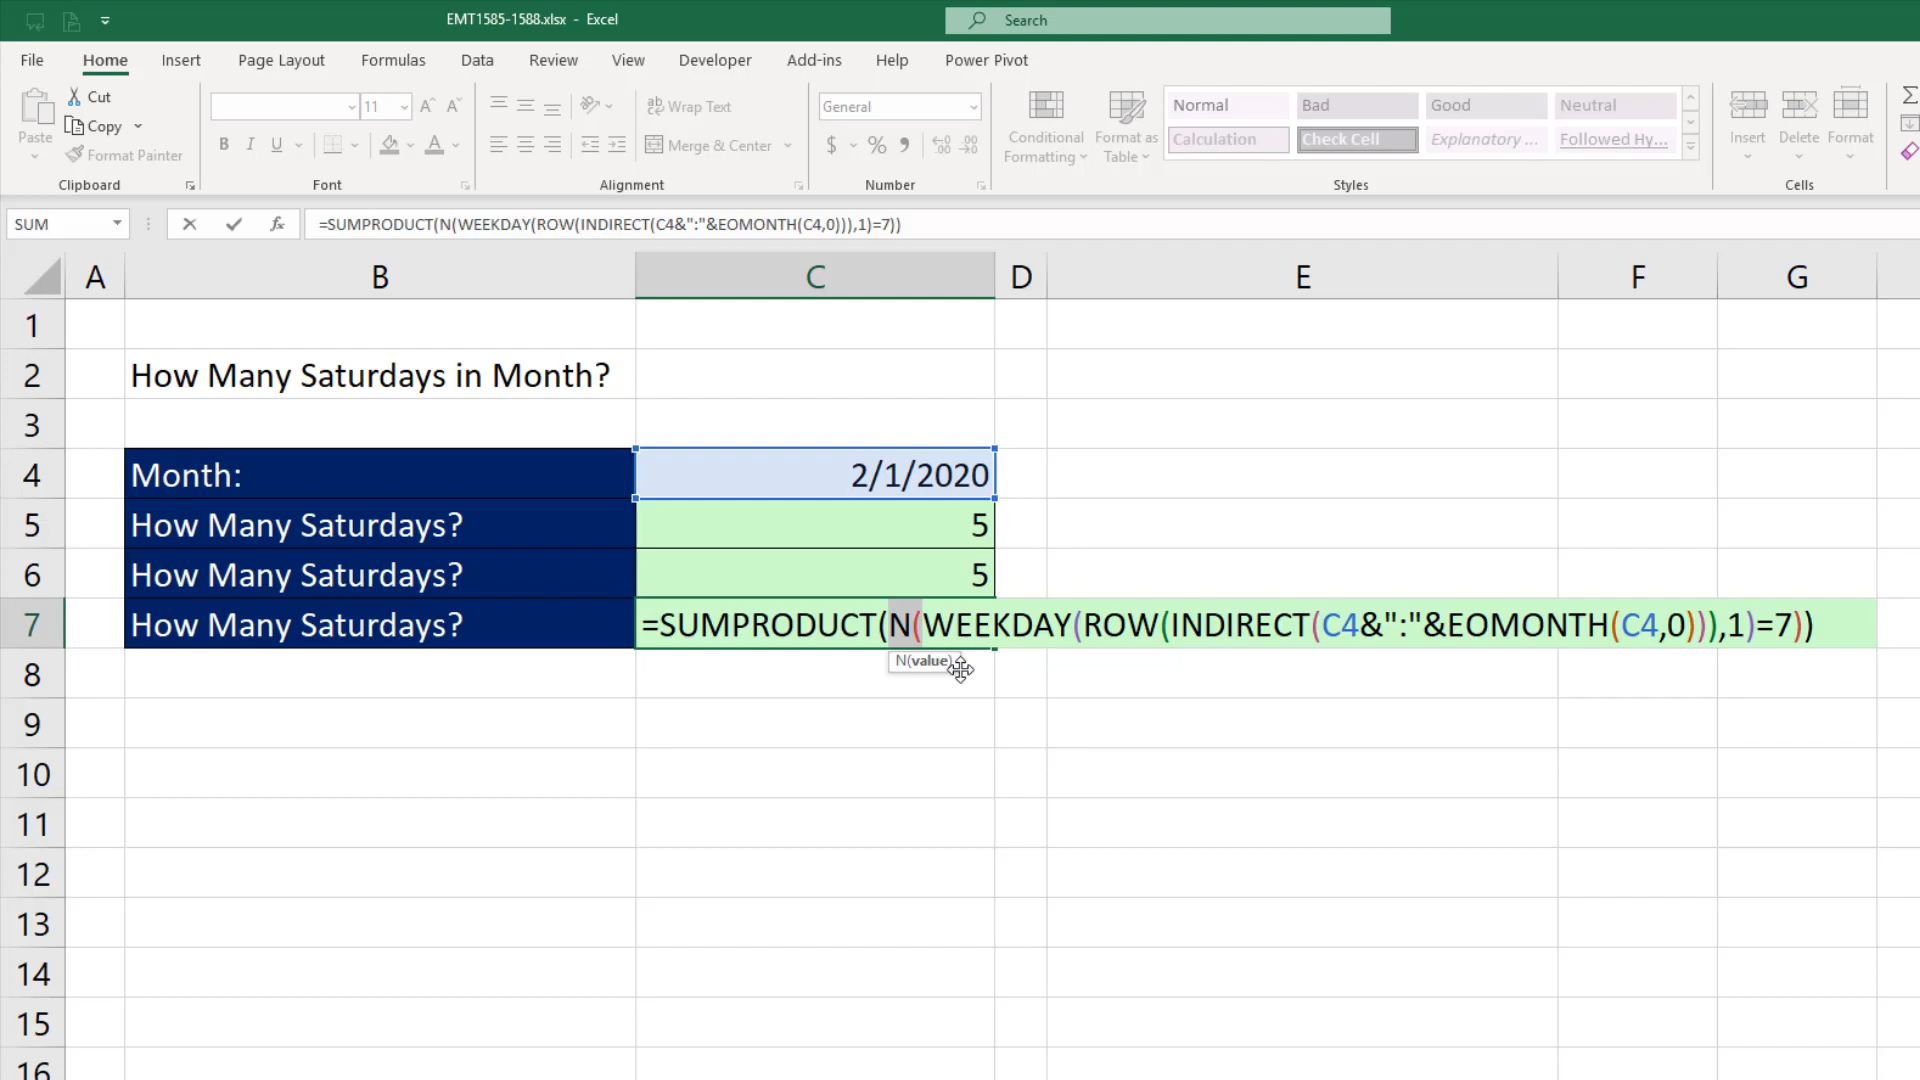 EMT1585-1588.xlsx - Excel
Search
File Home Insert Page Layout Formulas Data Review View Developer Add-ins Help Power Pivot
Paste
Cut
Copy
Format Painter
Clipboard
11
A^ A˅
B I U
A
Font
ab Wrap Text
Merge & Center
Alignment
General
$ % 9
Number
Conditional Formatting
Format as Table
Normal Bad Good Neutral
Calculation Check Cell Explanatory ... Followed Hy...
Styles
Insert Delete Format
Cells
SUM
fx
=SUMPRODUCT(N(WEEKDAY(ROW(INDIRECT(C4&":"&EOMONTH(C4,0))),1)=7))
A B C D E F G
1
2 How Many Saturdays in Month?
3
4 Month: 2/1/2020
5 How Many Saturdays? 5
6 How Many Saturdays? 5
7 How Many Saturdays? =SUMPRODUCT(N(WEEKDAY(ROW(INDIRECT(C4&":"&EOMONTH(C4,0))),1)=7))
N(value)
8
9
10
11
12
13
14
15
16